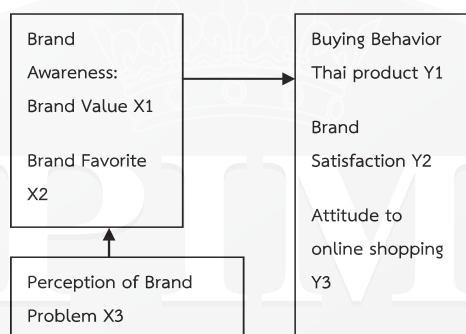 Brand
Awareness:
Brand Value X1
Brand Favorite
X2
Perception of Brand
Problem X3
Buying Behavior
Thai product Y1
Brand
Satisfaction Y2
Attitude to
online shopping
Y3
PIM